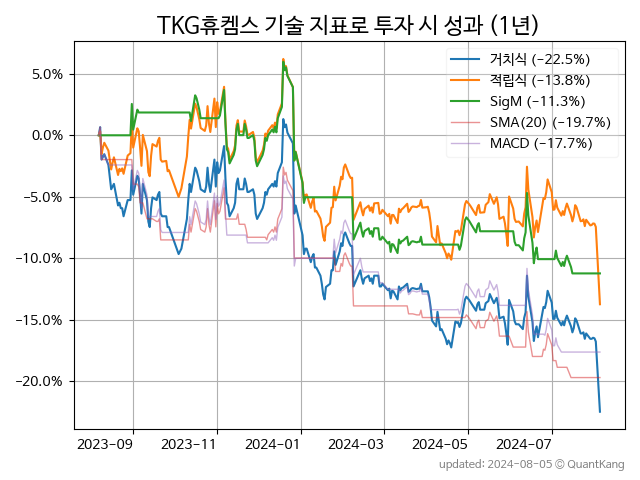 TKG휴켐스 기술 지표로 투자 시 성과 (1년)
거치식 (−22.5%)
적립식 (−13.8%)
SigM (−11.3%)
SMA(20) (−19.7%)
MACD (−17.7%)
5.0%
0.0%
−5.0%
−10.0%
−15.0%
−20.0%
2023-09
2023-11
2024-01
2024-03
2024-05
2024-07
updated: 2024-08-05 © QuantKang